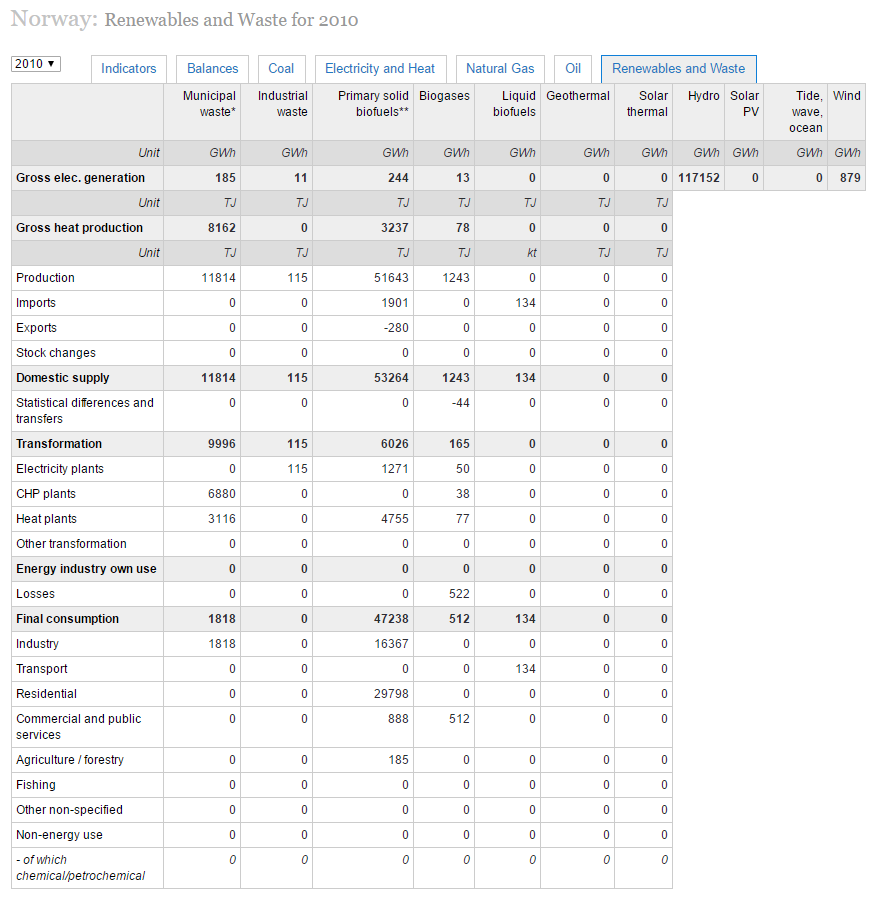 Norway: Renewables and Waste for 2010
2010 ▼ Indicators Balances Coal Electricity and Heat Natural Gas Oil Renewables and Waste
Municipal Industrial Primary solid Biogases Liquid Geothermal Solar Hydro Solar Tide, Wind
waste* waste biofuels** biofuels thermal PV wave,
ocean
Unit GWh GWh GWh GWh GWh GWh GWh GWh GWh GWh GWh
Gross elec. generation 185 11 244 13 0 0 0 117152 0 0 879
Unit TJ TJ TJ TJ TJ TJ TJ
Gross heat production 8162 0 3237 78 0 0 0
Unit TJ TJ TJ TJ kt TJ TJ
Production 11814 115 51643 1243 0 0 0
Imports 0 0 1901 0 134 0 0
Exports 0 0 -280 0 0 0 0
Stock changes 0 0 0 0 0 0 0
Domestic supply 11814 115 53264 1243 134 0 0
Statistical differences and 0 0 0 -44 0 0 0
transfers
Transformation 9996 115 6026 165 0 0 0
Electricity plants 0 115 1271 50 0 0 0
CHP plants 6880 0 0 38 0 0 0
Heat plants 3116 0 4755 77 0 0 0
Other transformation 0 0 0 0 0 0 0
Energy industry own use 0 0 0 0 0 0 0
Losses 0 0 0 522 0 0 0
Final consumption 1818 0 47238 512 134 0 0
Industry 1818 0 16367 0 0 0 0
Transport 0 0 0 0 134 0 0
Residential 0 0 29798 0 0 0 0
Commercial and public 0 0 888 512 0 0 0
services
Agriculture / forestry 0 0 185 0 0 0 0
Fishing 0 0 0 0 0 0 0
Other non-specified 0 0 0 0 0 0 0
Non-energy use 0 0 0 0 0 0 0
- of which 0 0 0 0 0 0 0
chemical/petrochemical